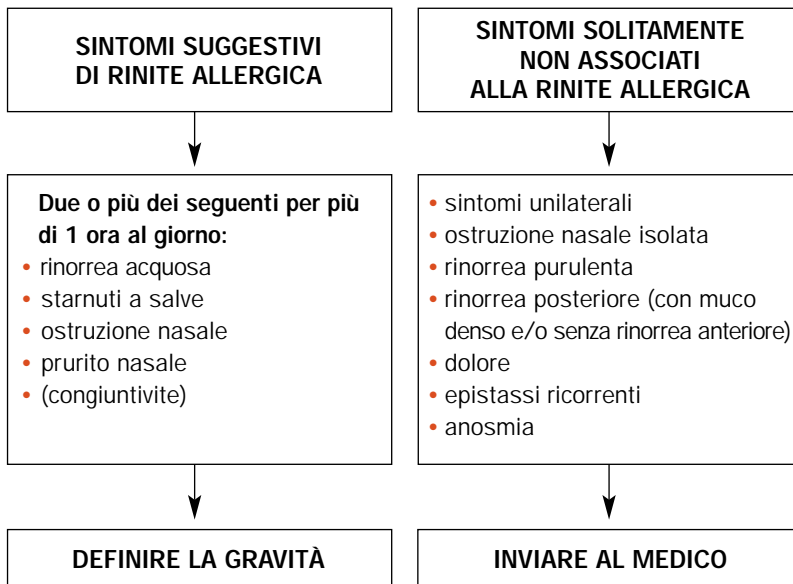 SINTOMI SUGGESTIVI
DI RINITE ALLERGICA
Due o più dei seguenti per più
di 1 ora al giorno:
• rinorrea acquosa
• starnuti a salve
• ostruzione nasale
• prurito nasale
• (congiuntivite)
DEFINIRE LA GRAVITÀ
SINTOMI SOLITAMENTE
NON ASSOCIATI
ALLA RINITE ALLERGICA
• sintomi unilaterali
• ostruzione nasale isolata
• rinorrea purulenta
• rinorrea posteriore (con muco
denso e/o senza rinorrea anteriore)
• dolore
• epistassi ricorrenti
• anosmia
INVIARE AL MEDICO